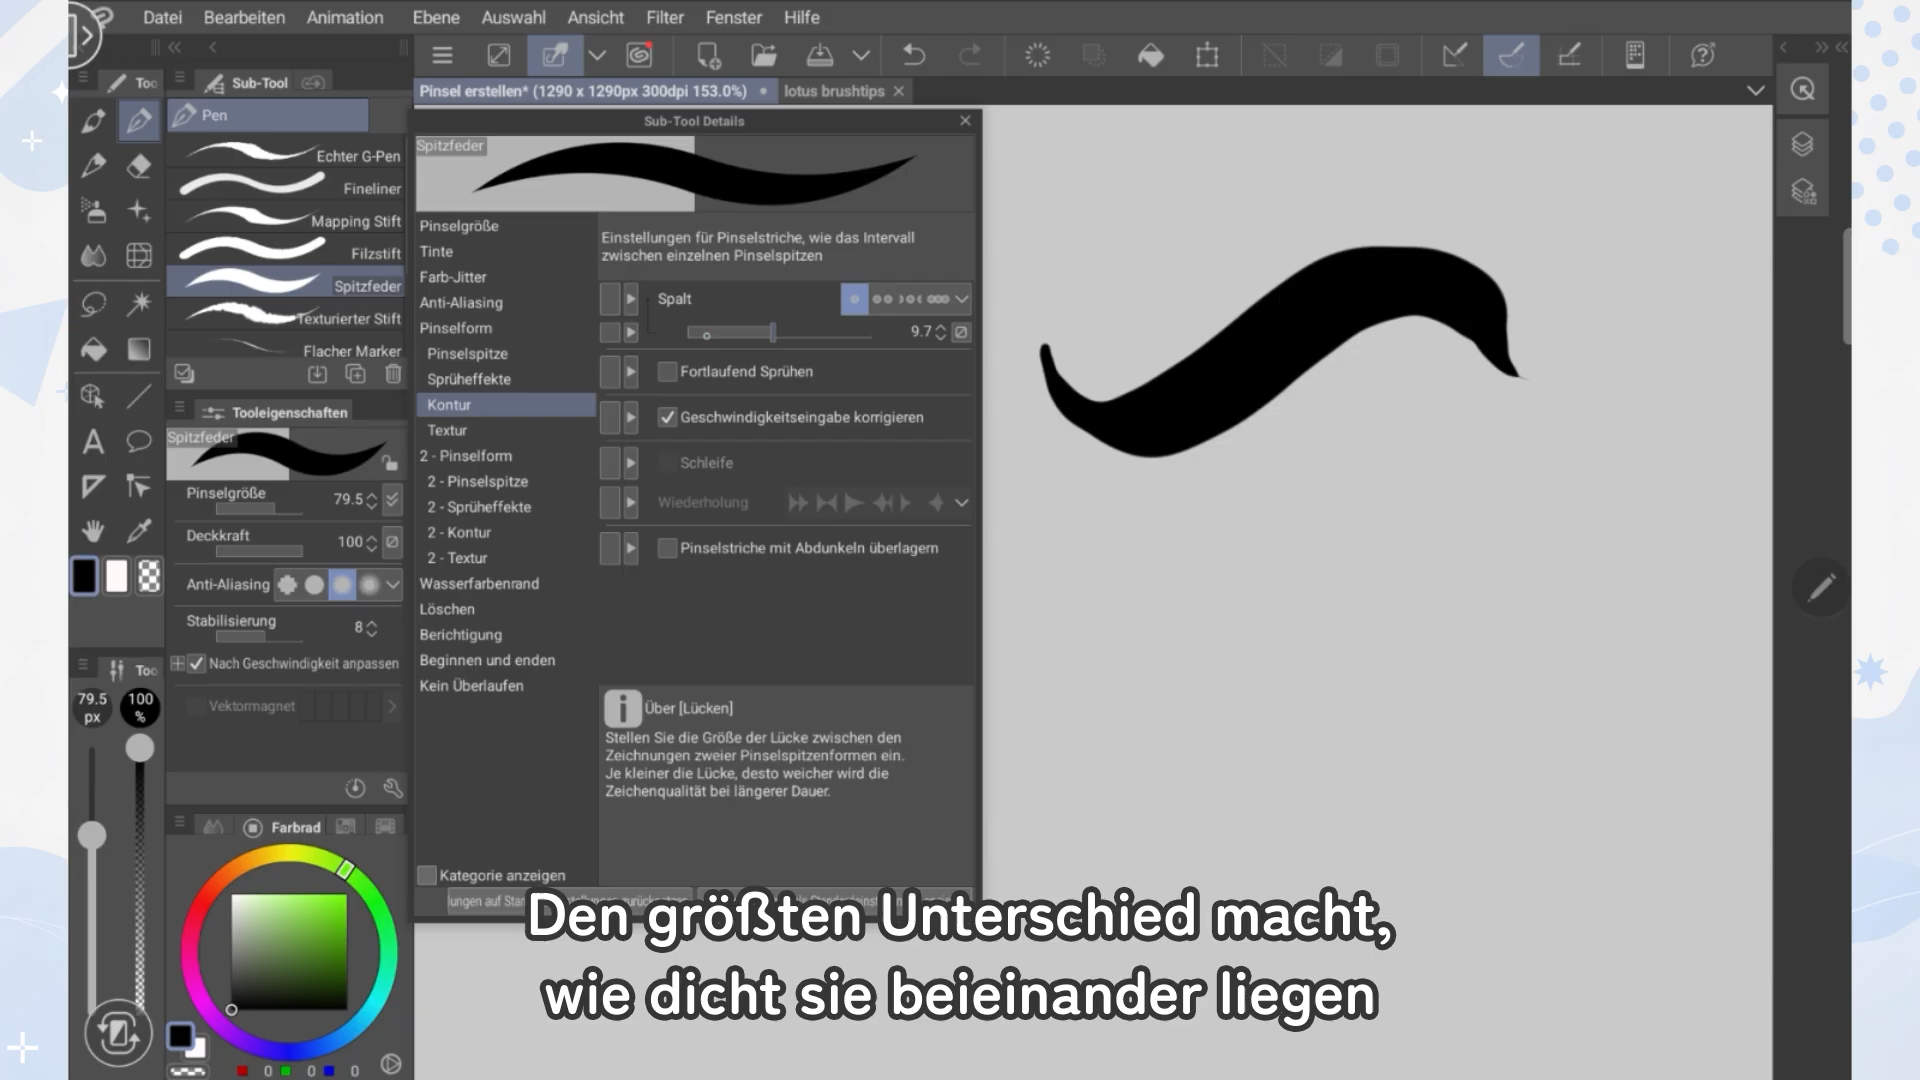 Datei Bearbeiten Animation Ebene Auswahl Ansicht Filter Fenster Hilfe
Too
Sub-Tool
Pinsel erstellen* (1290 x 1290px 300dpi 153.0%)
lotus brushtips
Pen
Echter G-Pen
Fineliner
Mapping Stift
Filzstift
Spitzfeder
Texturierter Stift
Flacher Marker
Tooleigenschaften
Spitzfeder
Pinselgröße 79.5
Deckkraft 100
Anti-Aliasing
Stabilisierung 8
Nach Geschwindigkeit anpassen
Vektormagnet
Too
79.5
px
100
%
Farbrad
0 0 0
Sub-Tool Details
Spitzfeder
Pinselgröße
Tinte
Farb-Jitter
Anti-Aliasing
Pinselform
Pinselspitze
Sprüheffekte
Kontur
Textur
2 - Pinselform
2 - Pinselspitze
2 - Sprüheffekte
2 - Kontur
2 - Textur
Wasserfarbenrand
Löschen
Berichtigung
Beginnen und enden
Kein Überlaufen
Einstellungen für Pinselstriche, wie das Intervall
zwischen einzelnen Pinselspitzen
Spalt
9.7
Fortlaufend Sprühen
Geschwindigkeitseingabe korrigieren
Schleife
Wiederholung
Pinselstriche mit Abdunkeln überlagern
Über [Lücken]
Stellen Sie die Größe der Lücke zwischen den
Zeichnungen zweier Pinselspitzenformen ein.
Je kleiner die Lücke, desto weicher wird die
Zeichenqualität bei längerer Dauer.
Kategorie anzeigen
Den größten Unterschied macht,
wie dicht sie beieinander liegen